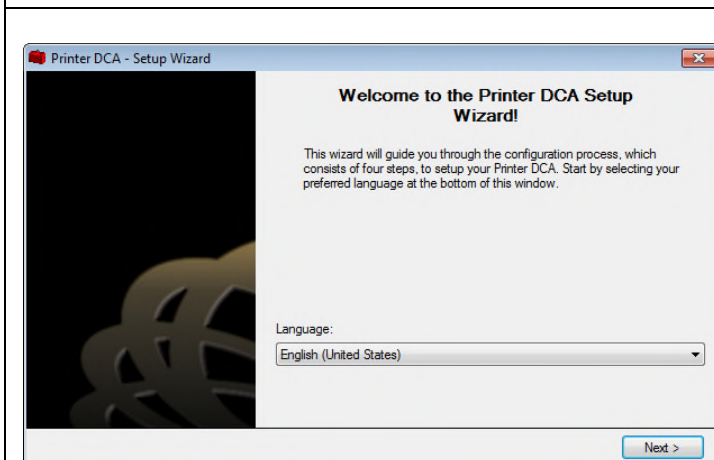 Printer DCA - Setup Wizard
Welcome to the Printer DCA Setup
Wizard!
This wizard will guide you through the configuration process, which
consists of four steps, to setup your Printer DCA. Start by selecting your
preferred language at the bottom of this window.
Language:
English (United States)
Next >